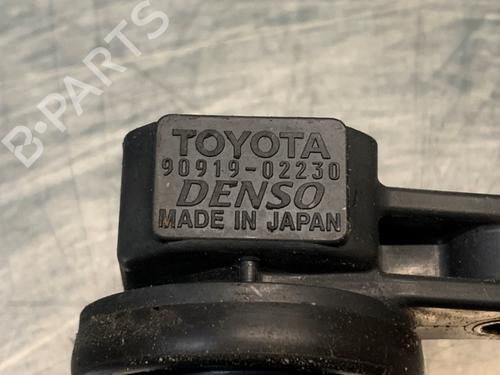 B-PARTS
TOYOTA
90919-02230
DENSO
MADE IN JAPAN